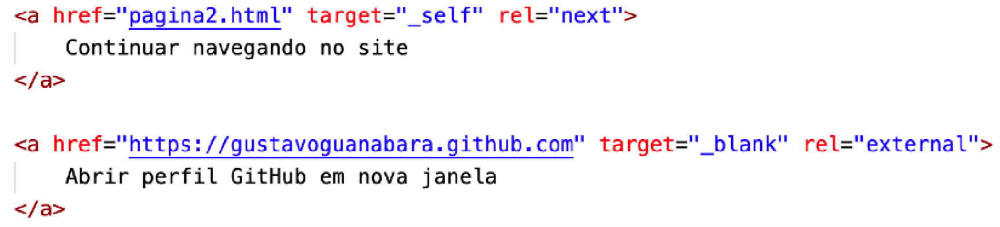 <a href="pagina2.html" target="_self" rel="next">
Continuar navegando no site
</a>
<a href="https://gustavoguanabara.github.com" target="_blank" rel="external">
Abrir perfil GitHub em nova janela
</a>